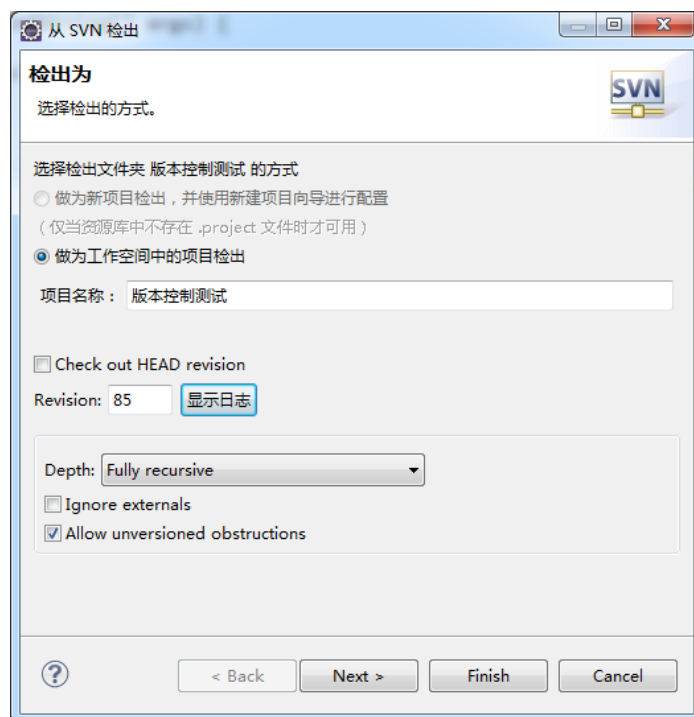 从 SVN 检出
检出为
选择检出的方式。
SVN
选择检出文件夹 版本控制测试 的方式
做为新项目检出，并使用新建项目向导进行配置
（仅当资源库中不存在 .project 文件时才可用）
做为工作空间中的项目检出
项目名称： 版本控制测试
Check out HEAD revision
Revision: 85 显示日志
Depth: Fully recursive
Ignore externals
Allow unversioned obstructions
? < Back Next > Finish Cancel